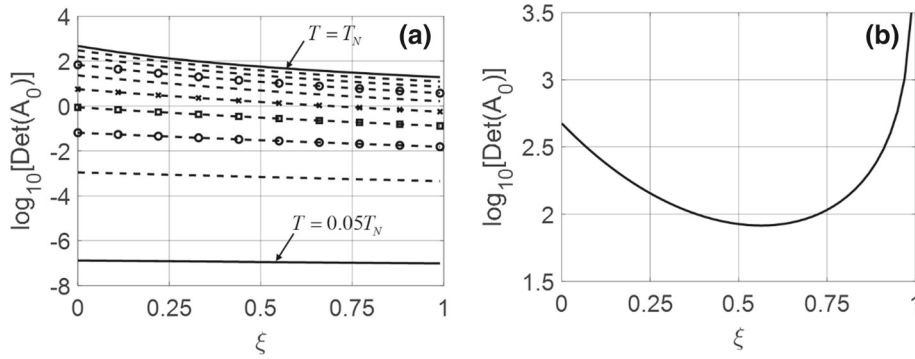 (a)
log10[Det(A0)]
4
2
0
-2
-4
-6
-8
T = TN
T = 0.05TN
0 0.25 0.5 0.75 1
ξ
(b)
log10[Det(A0)]
3.5
3
2.5
2
1.5
0 0.25 0.5 0.75 1
ξ